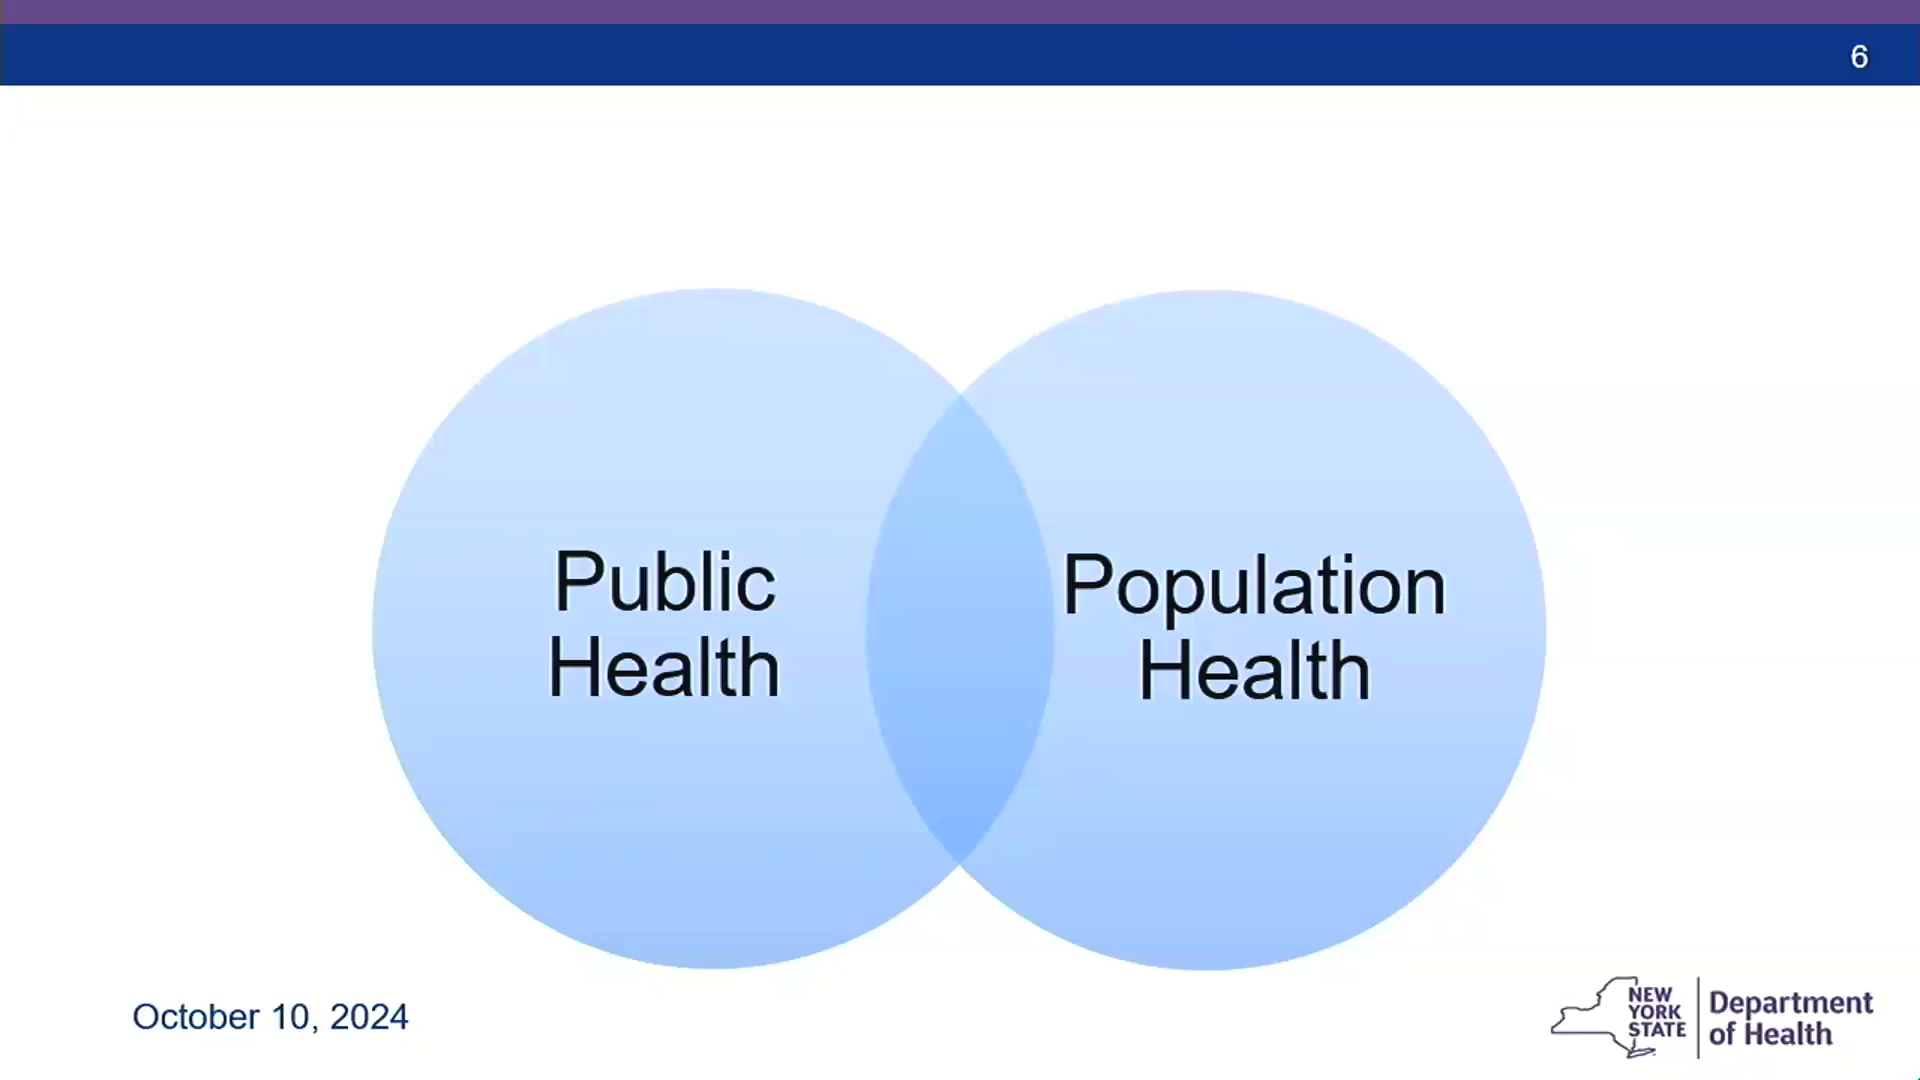 6
Public
Health
Population
Health
October 10, 2024
NEW
YORK
STATE
Department
of Health